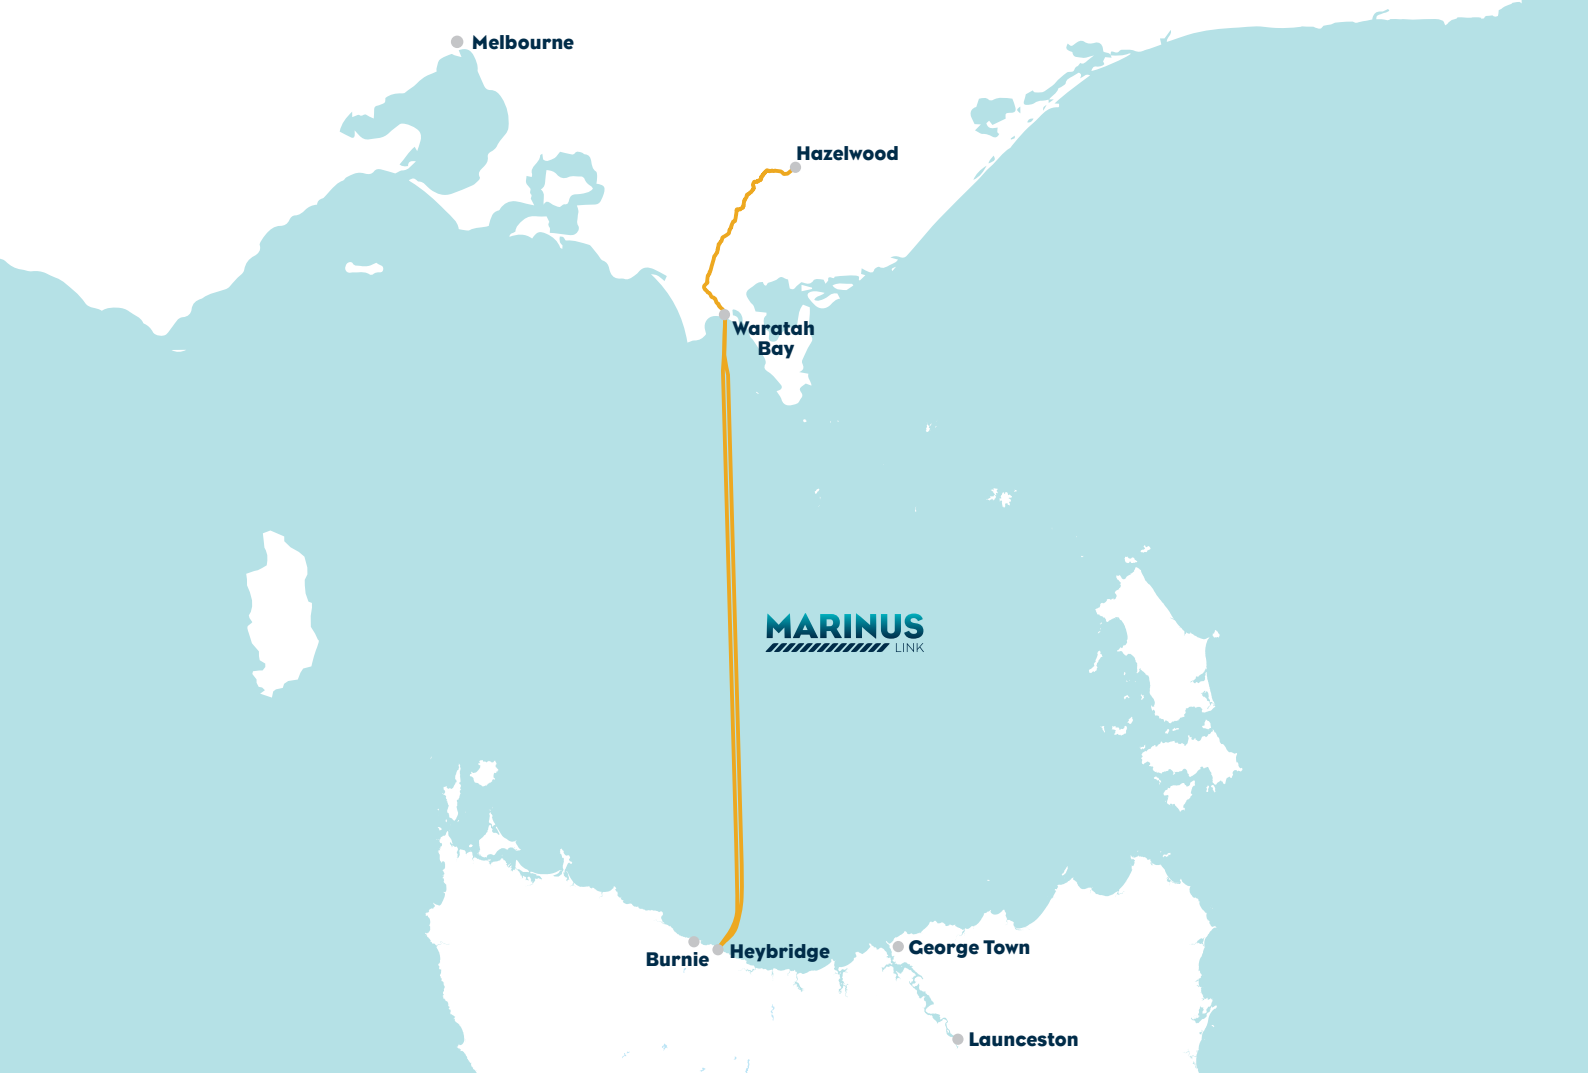 Melbourne
Hazelwood
Waratah
Bay
MARINUS
LINK
Burnie
Heybridge
George Town
Launceston